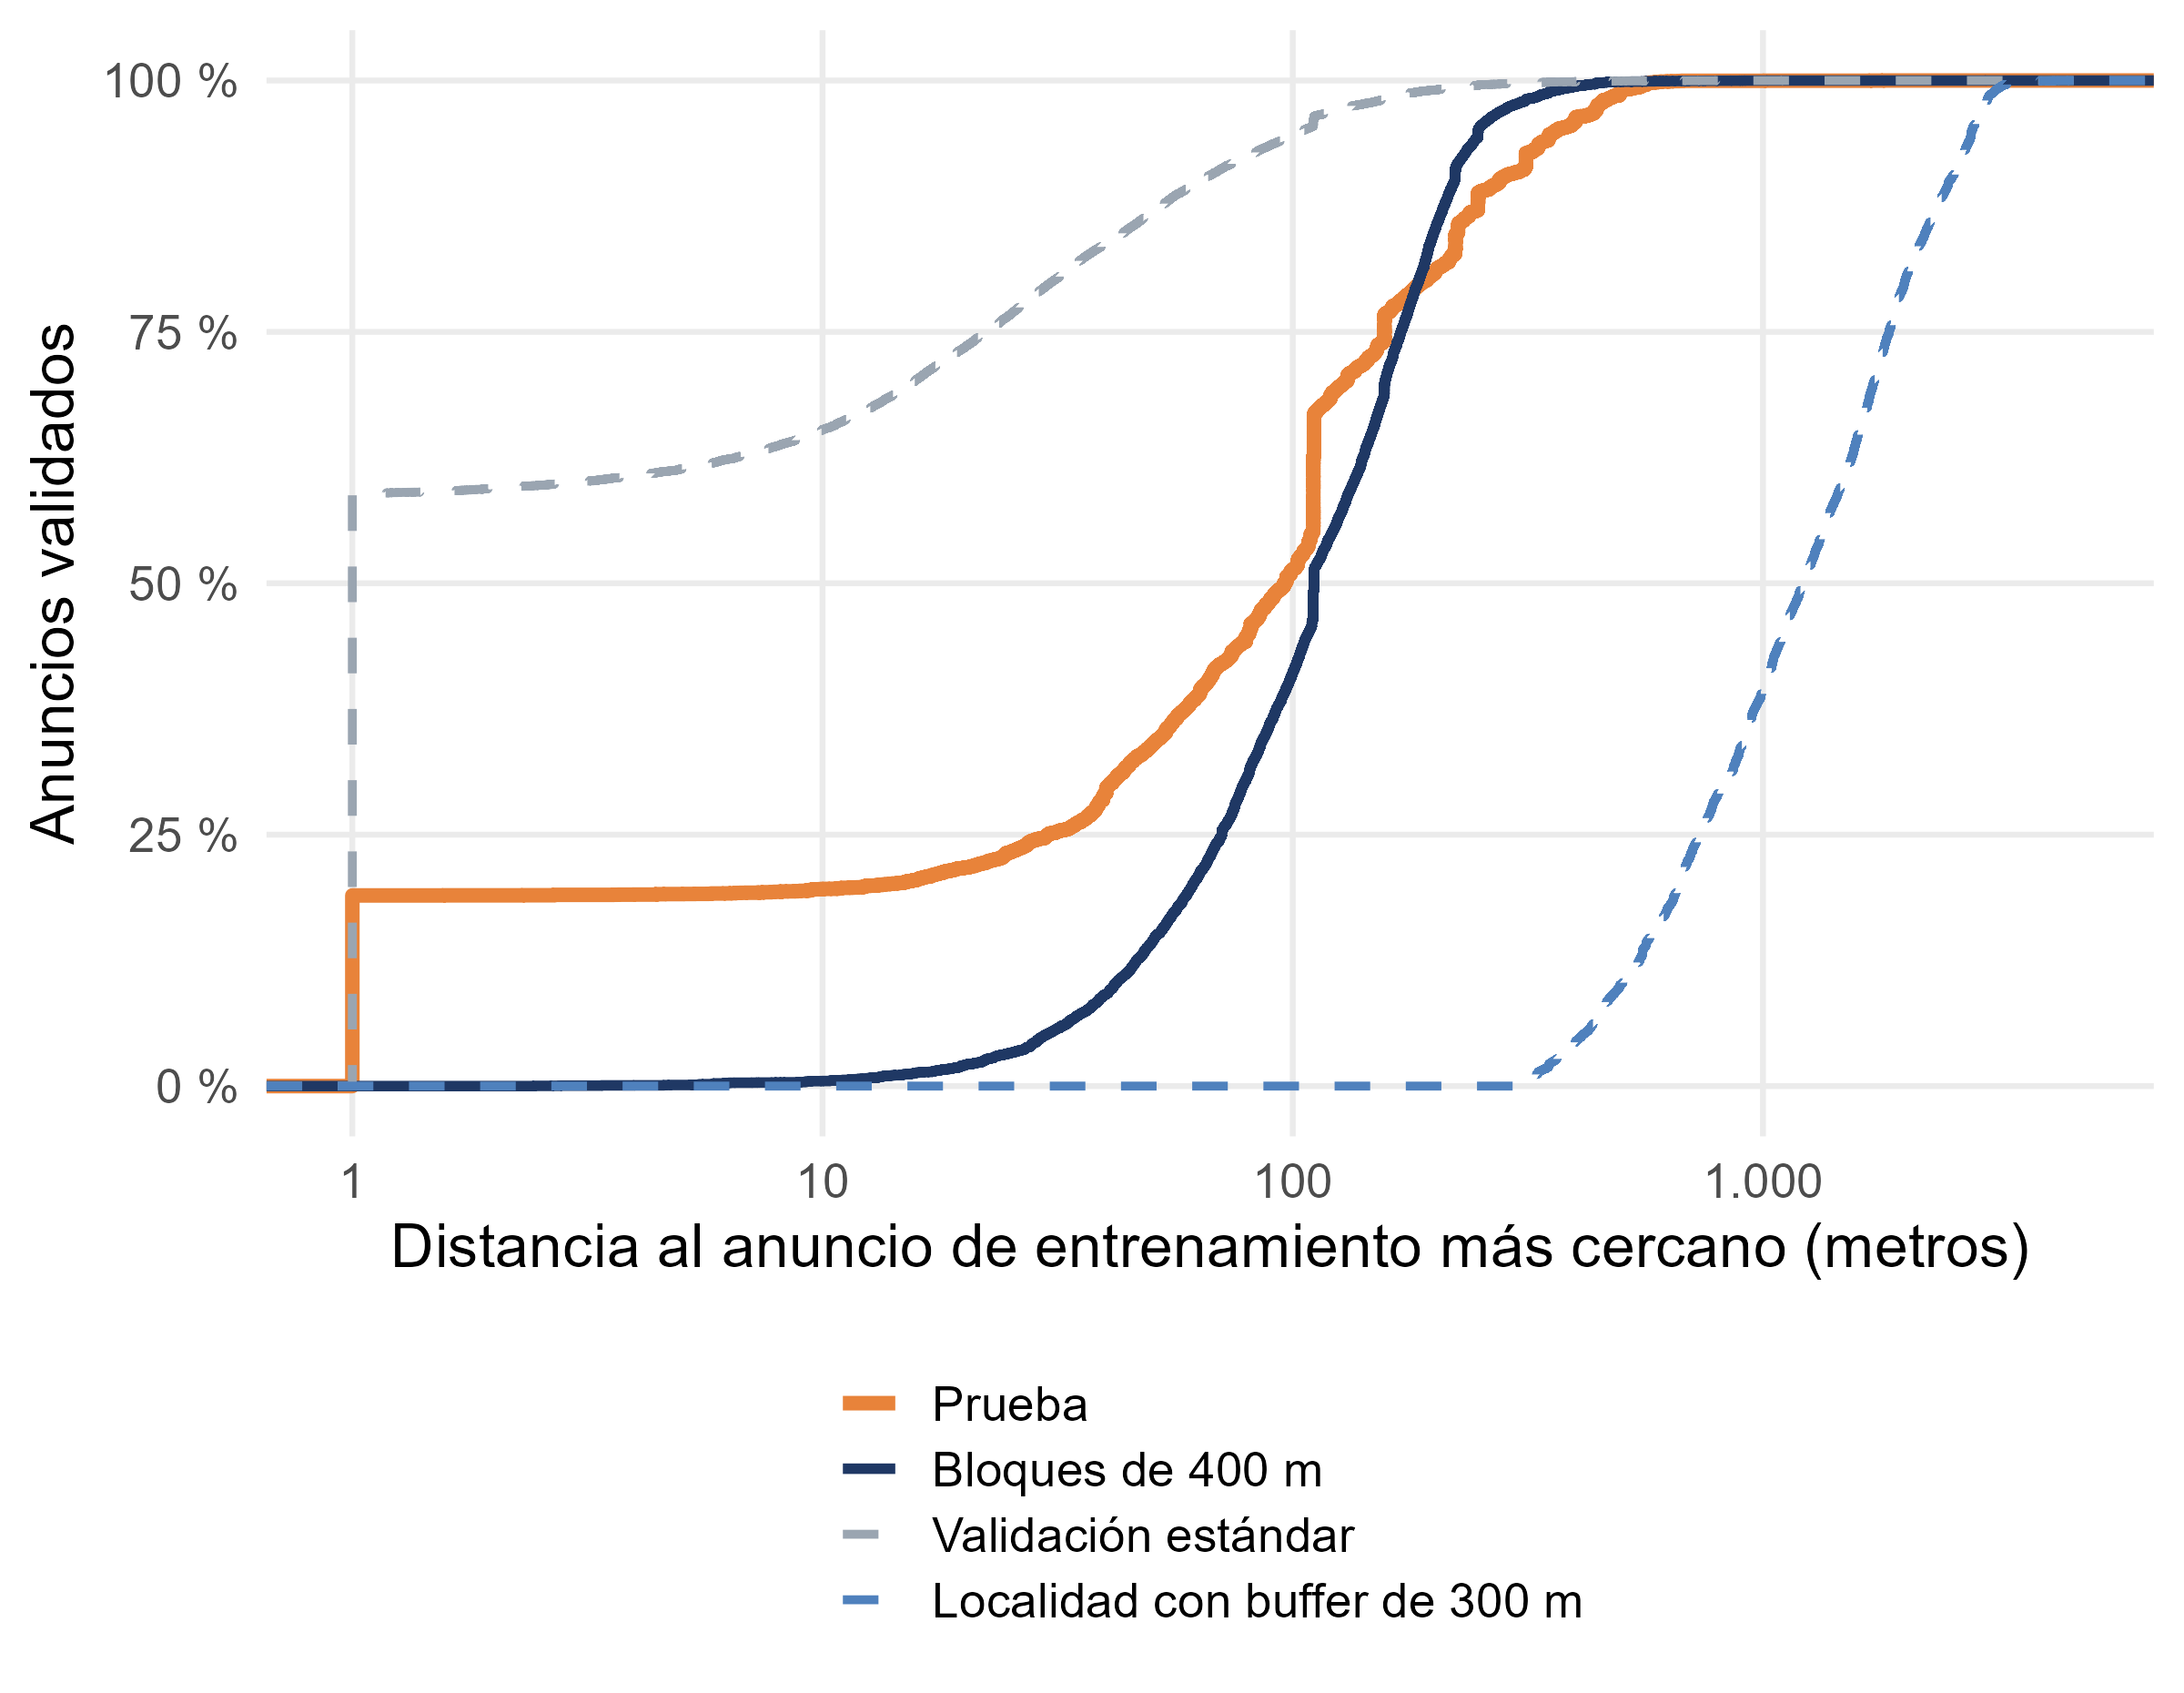 100 %
75 %
50 %
25 %
0 %
Anuncios validados
1 10 100 1.000
Distancia al anuncio de entrenamiento más cercano (metros)
Prueba
Bloques de 400 m
Validación estándar
Localidad con buffer de 300 m